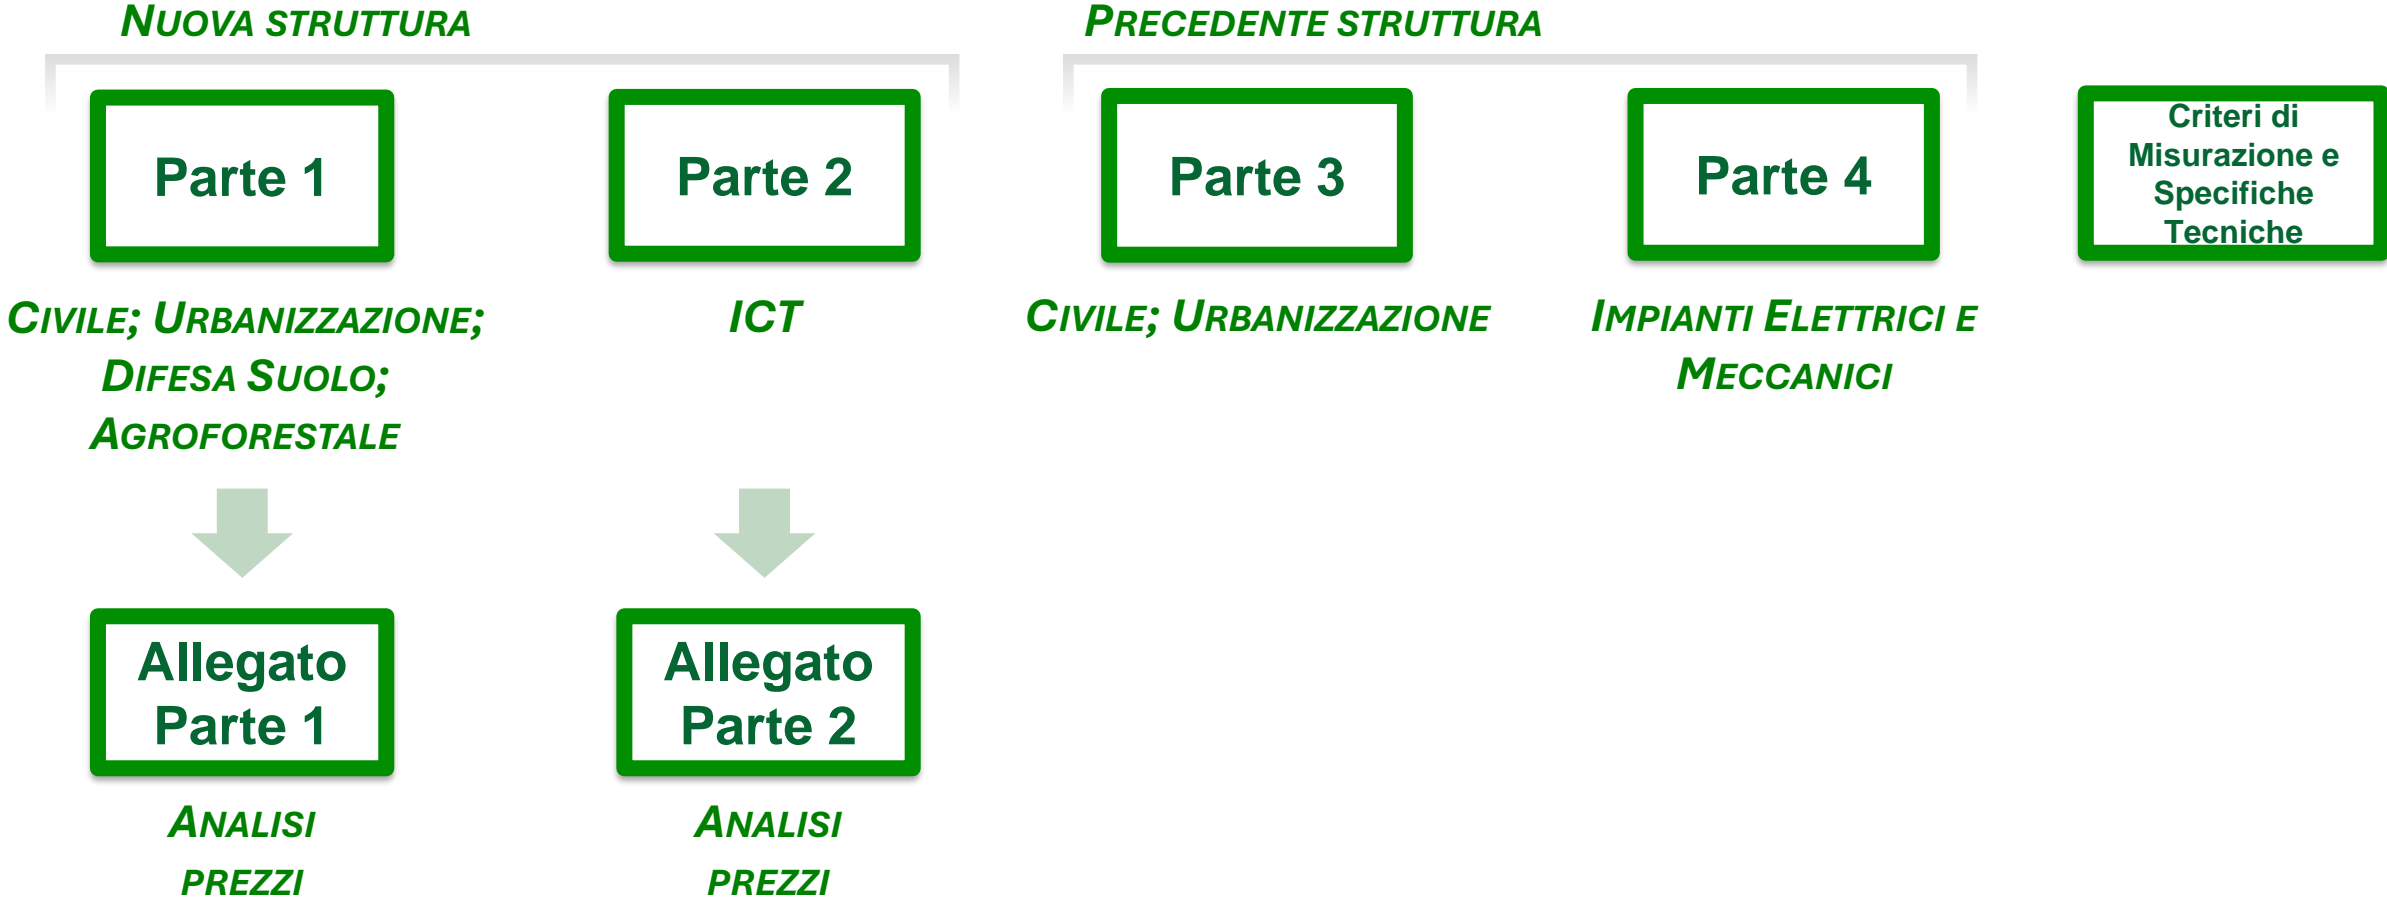 NUOVA STRUTTURA
PRECEDENTE STRUTTURA
Parte 1
Parte 2
Parte 3
Parte 4
Criteri di
Misurazione e
Specifiche
Tecniche
CIVILE; URBANIZZAZIONE;
DIFESA SUOLO;
AGROFORESTALE
ICT
CIVILE; URBANIZZAZIONE
IMPIANTI ELETTRICI E
MECCANICI
Allegato
Parte 1
Allegato
Parte 2
ANALISI
PREZZI
ANALISI
PREZZI